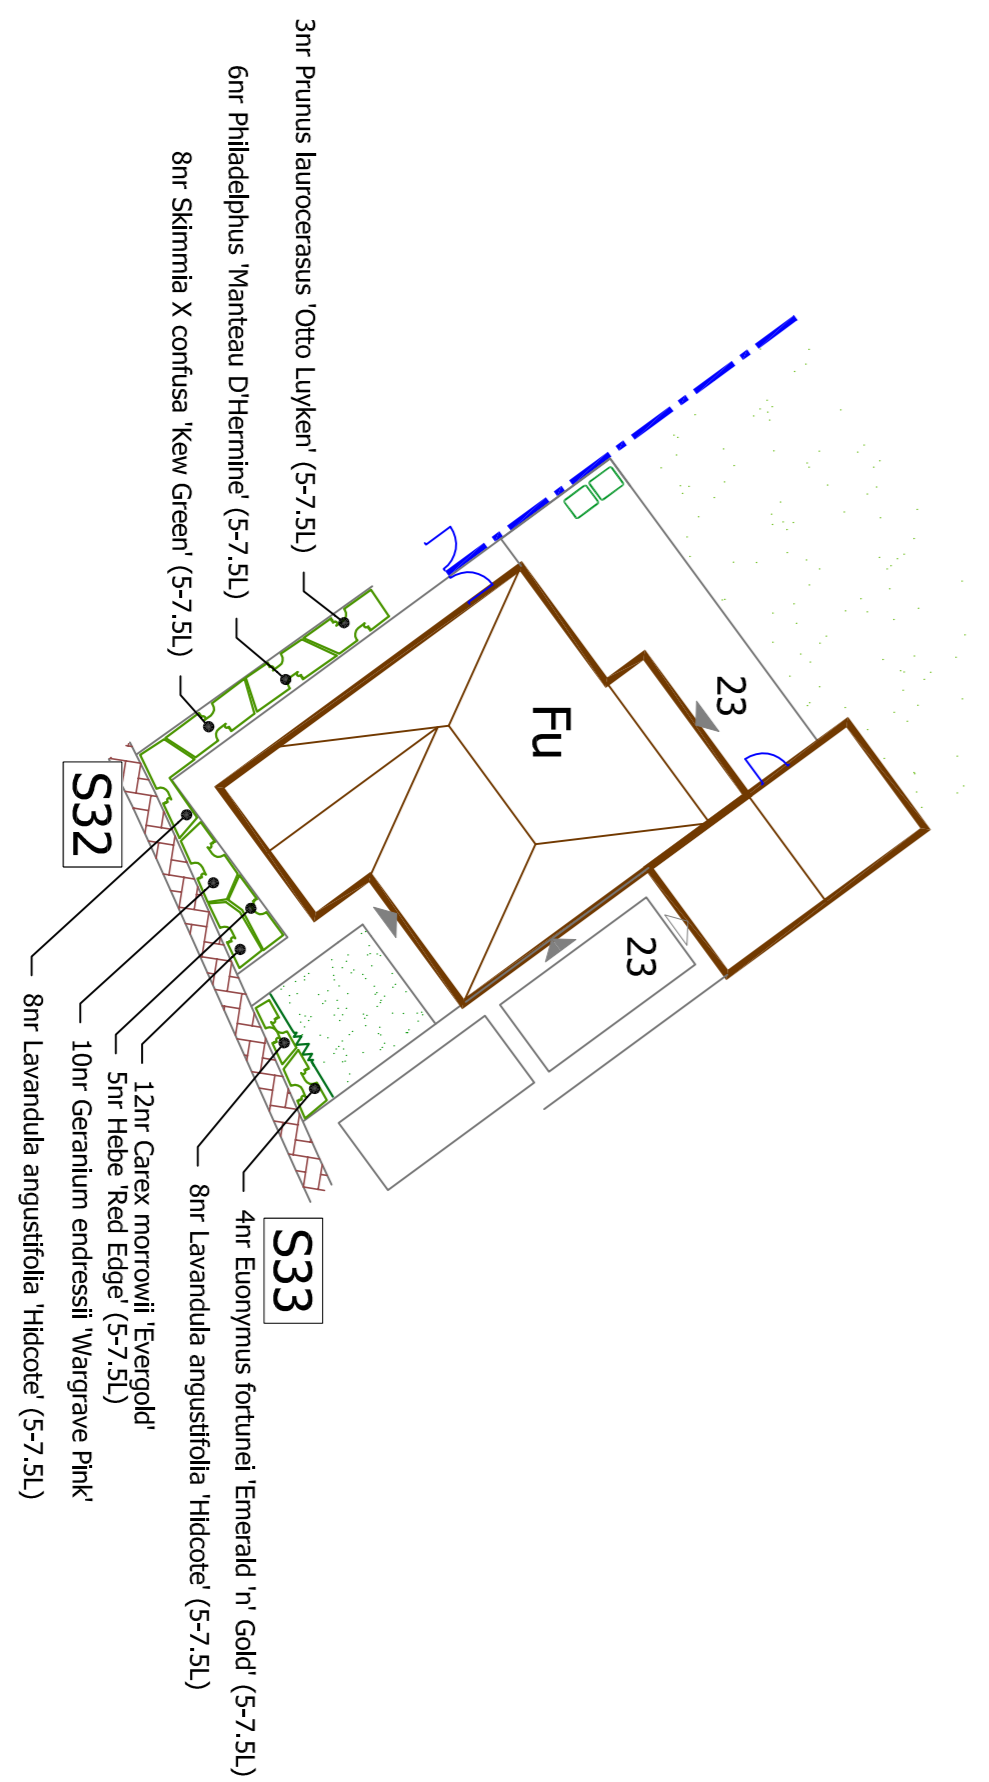 3nr Prunus laurocerasus 'Otto Luyken' (5-7.5L)
6nr Philadelphus 'Manteau D'Hermine' (5-7.5L)
8nr Skimmia X confusa 'Kew Green' (5-7.5L)
23
Fu
23
S32
S33
4nr Euonymus fortunei 'Emerald 'n' Gold' (5-7.5L)
8nr Lavandula angustifolia 'Hidcote' (5-7.5L)
12nr Carex morrowii 'Evergold'
5nr Hebe 'Red Edge' (5-7.5L)
10nr Geranium endressii 'Wargrave Pink'
8nr Lavandula angustifolia 'Hidcote' (5-7.5L)